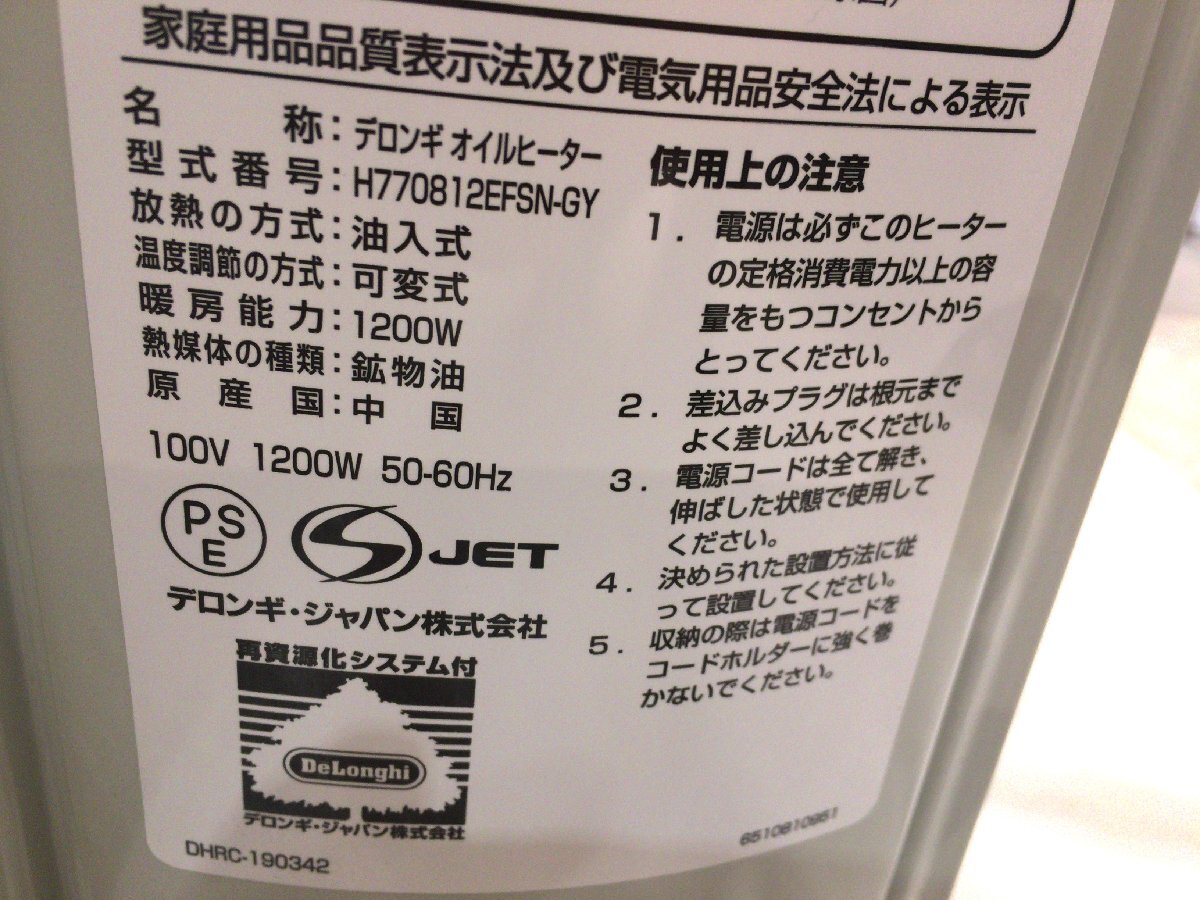 家庭用品品質表示法及び電気用品安全法による表示
名称：デロンギ オイルヒーター
型式番号：H770812EFSN-GY
放熱の方式：油入式
温度調節の方式：可変式
暖房能力：1200W
熱媒体の種類：鉱物油
原産国：中国
100V 1200W 50-60Hz
PS
E
JET
デロンギ・ジャパン株式会社
再資源化システム付
DeLonghi
デロンギ・ジャパン株式会社
DHRC-190342
使用上の注意
1. 電源は必ずこのヒーター
の定格消費電力以上の容
量をもつコンセントから
とってください。
2. 差込みプラグは根元まで
よく差し込んでください。
3. 電源コードは全て解き、
伸ばした状態で使用して
ください。
4. 決められた設置方法に従
って設置してください。
5. 収納の際は電源コードを
コードホルダーに強く巻
かないでください。
6510810951